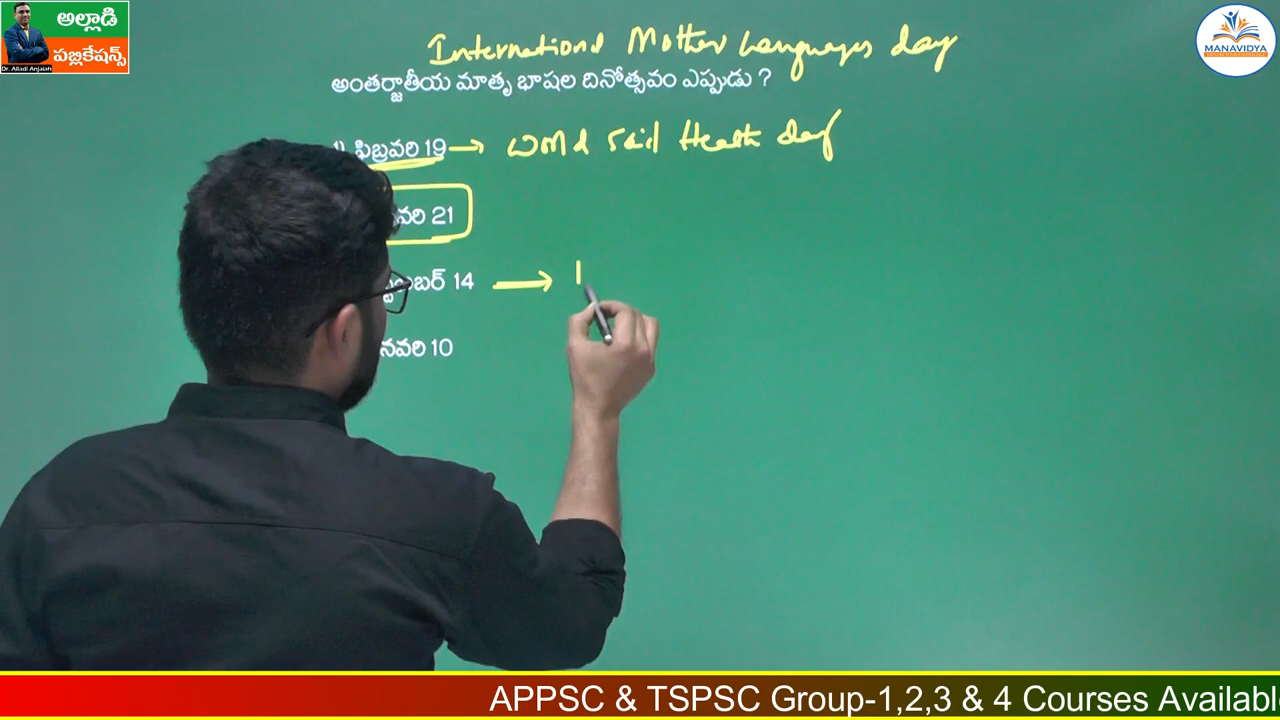 అల్లాడి
పబ్లికేషన్స్
Dr. Alladi Anjaiah
MANAVIDYA
International Mother Languages day
అంతర్జాతీయ మాతృ భాషల దినోత్సవం ఎప్పుడు ?
1) ఫిబ్రవరి 19 → Soil Health day
వరి 21
బర్ 14 →
నవరి 10
APPSC & TSPSC Group-1,2,3 & 4 Courses Availabl